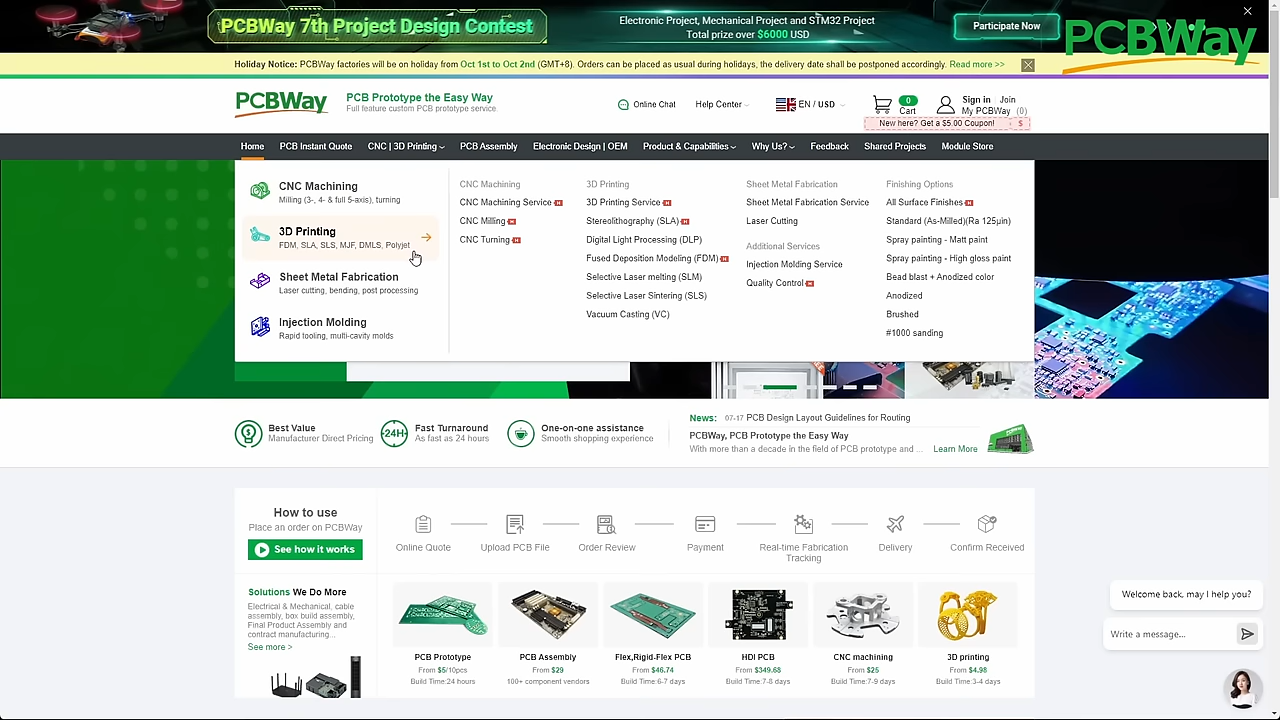 PCBWay 7th Project Design Contest
Electronic Project, Mechanical Project and STM32 Project
Total prize over $6000 USD
Participate Now
PCBWay
Holiday Notice: PCBWay factories will be on holiday from Oct 1st to Oct 2nd (GMT+8). Orders can be placed as usual during holidays, the delivery date shall be postponed accordingly. Read more >>
PCBWay
PCB Prototype the Easy Way
Full feature custom PCB prototype service.
Online Chat
Help Center
EN / USD
0
Cart
Sign in
Join
My PCBWay (0)
New here? Get a $5.00 Coupon!
$
Home
PCB Instant Quote
CNC | 3D Printing
PCB Assembly
Electronic Design | OEM
Product & Capabilities
Why Us?
Feedback
Shared Projects
Module Store
CNC Machining
Milling (3-, 4- & full 5-axis), turning
3D Printing
FDM, SLA, SLS, MJF, DMLS, Polyjet
Sheet Metal Fabrication
Laser cutting, bending, post processing
Injection Molding
Rapid tooling, multi-cavity molds
CNC Machining
CNC Machining Service
CNC Milling
CNC Turning
3D Printing
3D Printing Service
Stereolithography (SLA)
Digital Light Processing (DLP)
Fused Deposition Modeling (FDM)
Selective Laser melting (SLM)
Selective Laser Sintering (SLS)
Vacuum Casting (VC)
Sheet Metal Fabrication
Sheet Metal Fabrication Service
Laser Cutting
Additional Services
Injection Molding Service
Quality Control
Finishing Options
All Surface Finishes
Standard (As-Milled)(Ra 125µin)
Spray painting - Matt paint
Spray painting - High gloss paint
Bead blast + Anodized color
Anodized
Brushed
#1000 sanding
Best Value
Manufacturer Direct Pricing
24H
Fast Turnaround
As fast as 24 hours
One-on-one assistance
Smooth shopping experience
News:
07-17 PCB Design Layout Guidelines for Routing
PCBWay, PCB Prototype the Easy Way
With more than a decade in the field of PCB prototype and ...
Learn More
How to use
Place an order on PCBWay
See how it works
Online Quote
Upload PCB File
Order Review
Payment
Real-time Fabrication
Tracking
Delivery
Confirm Received
Solutions We Do More
Electrical & Mechanical, cable
assembly, box build assembly,
Final Product Assembly and
contract manufacturing...
See more >
PCB Prototype
From $5/10pcs
Build Time:24 hours
PCB Assembly
From $29
100+ component vendors
Flex,Rigid-Flex PCB
From $46.74
Build Time:6-7 days
HDI PCB
From $349.68
Build Time:7-8 days
CNC machining
From $25
Build Time:7-9 days
3D printing
From $4.98
Build Time:3-4 days
Welcome back, may I help you?
Write a message...